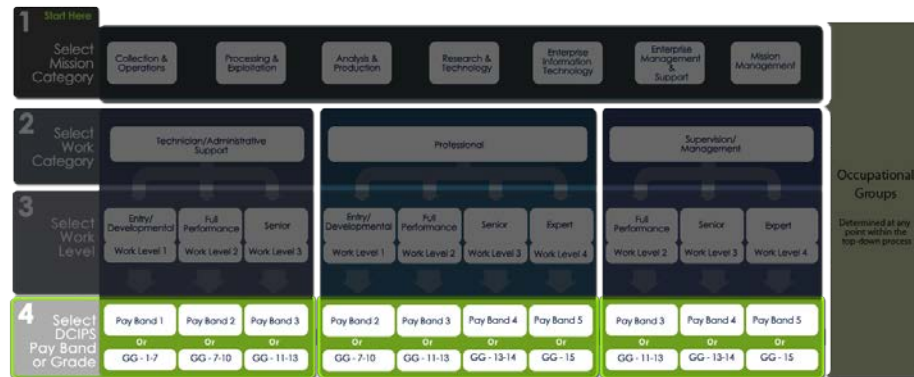 1 Start Here
Select
Mission
Category
Collection &
Operations
Processing &
Exploitation
Analysis &
Production
Research &
Technology
Enterprise
Information
Technology
Enterprise
Management
&
Support
Mission
Management
2
Select
Work
Category
Technician/Administrative
Support
Professional
Supervision/
Management
3
Select
Work
Level
Entry/
Developmental
Work Level 1
Full
Performance
Work Level 2
Senior
Work Level 3
Entry/
Developmental
Work Level 1
Full
Performance
Work Level 2
Senior
Work Level 3
Expert
Work Level 4
Full
Performance
Work Level 2
Senior
Work Level 3
Expert
Work Level 4
4 Select
DCIPS
Pay Band
or Grade
Pay Band 1
Or
GG - 1-7
Pay Band 2
Or
GG - 7-10
Pay Band 3
Or
GG - 11-13
Pay Band 2
Or
GG - 7-10
Pay Band 3
Or
GG - 11-13
Pay Band 4
Or
GG - 13-14
Pay Band 5
Or
GG - 15
Pay Band 3
Or
GG - 11-13
Pay Band 4
Or
GG - 13-14
Pay Band 5
Or
GG - 15
Occupational
Groups
Determined at any
point within the
top-down process